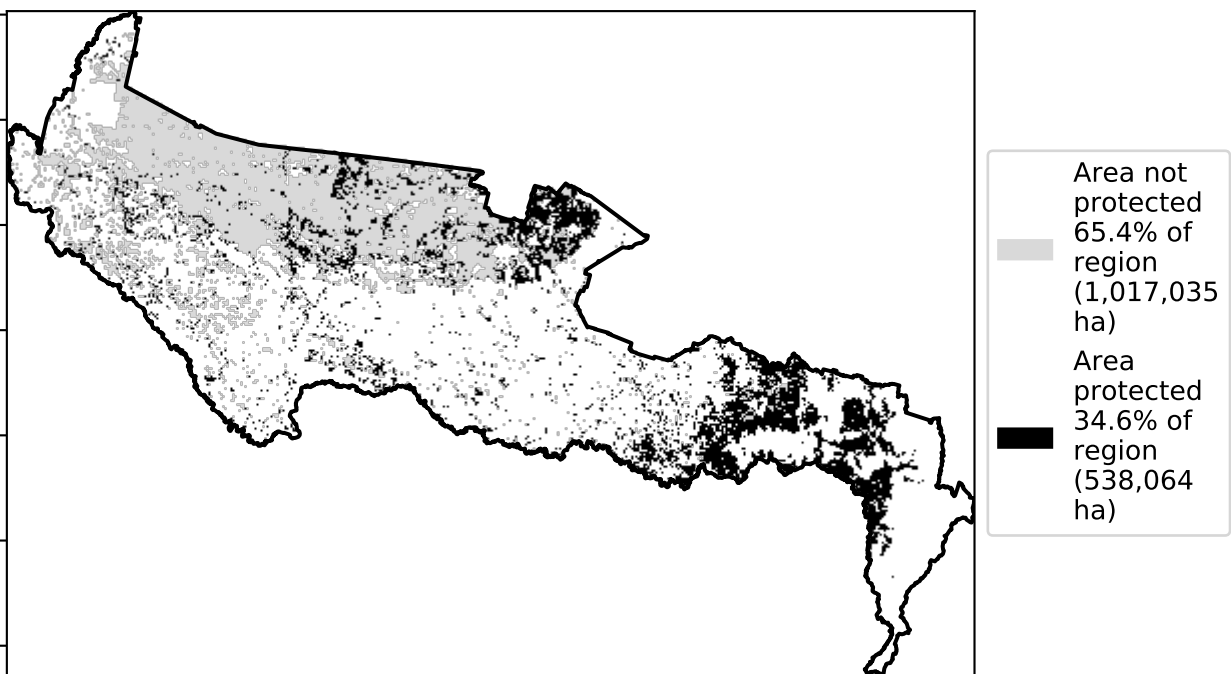 Area not
protected
65.4% of
region
(1,017,035
ha)
Area
protected
34.6% of
region
(538,064
ha)